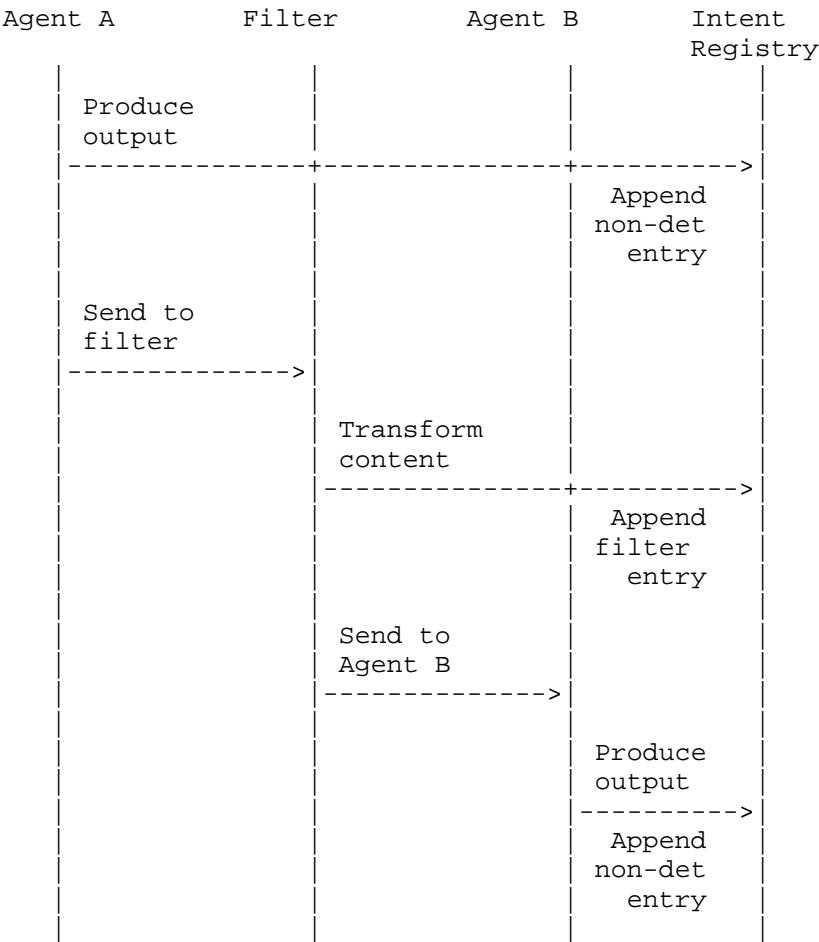 Agent A Filter Agent B Intent
Registry
Produce
output
Append
non-det
entry
Send to
filter
Transform
content
Append
filter
entry
Send to
Agent B
Produce
output
Append
non-det
entry